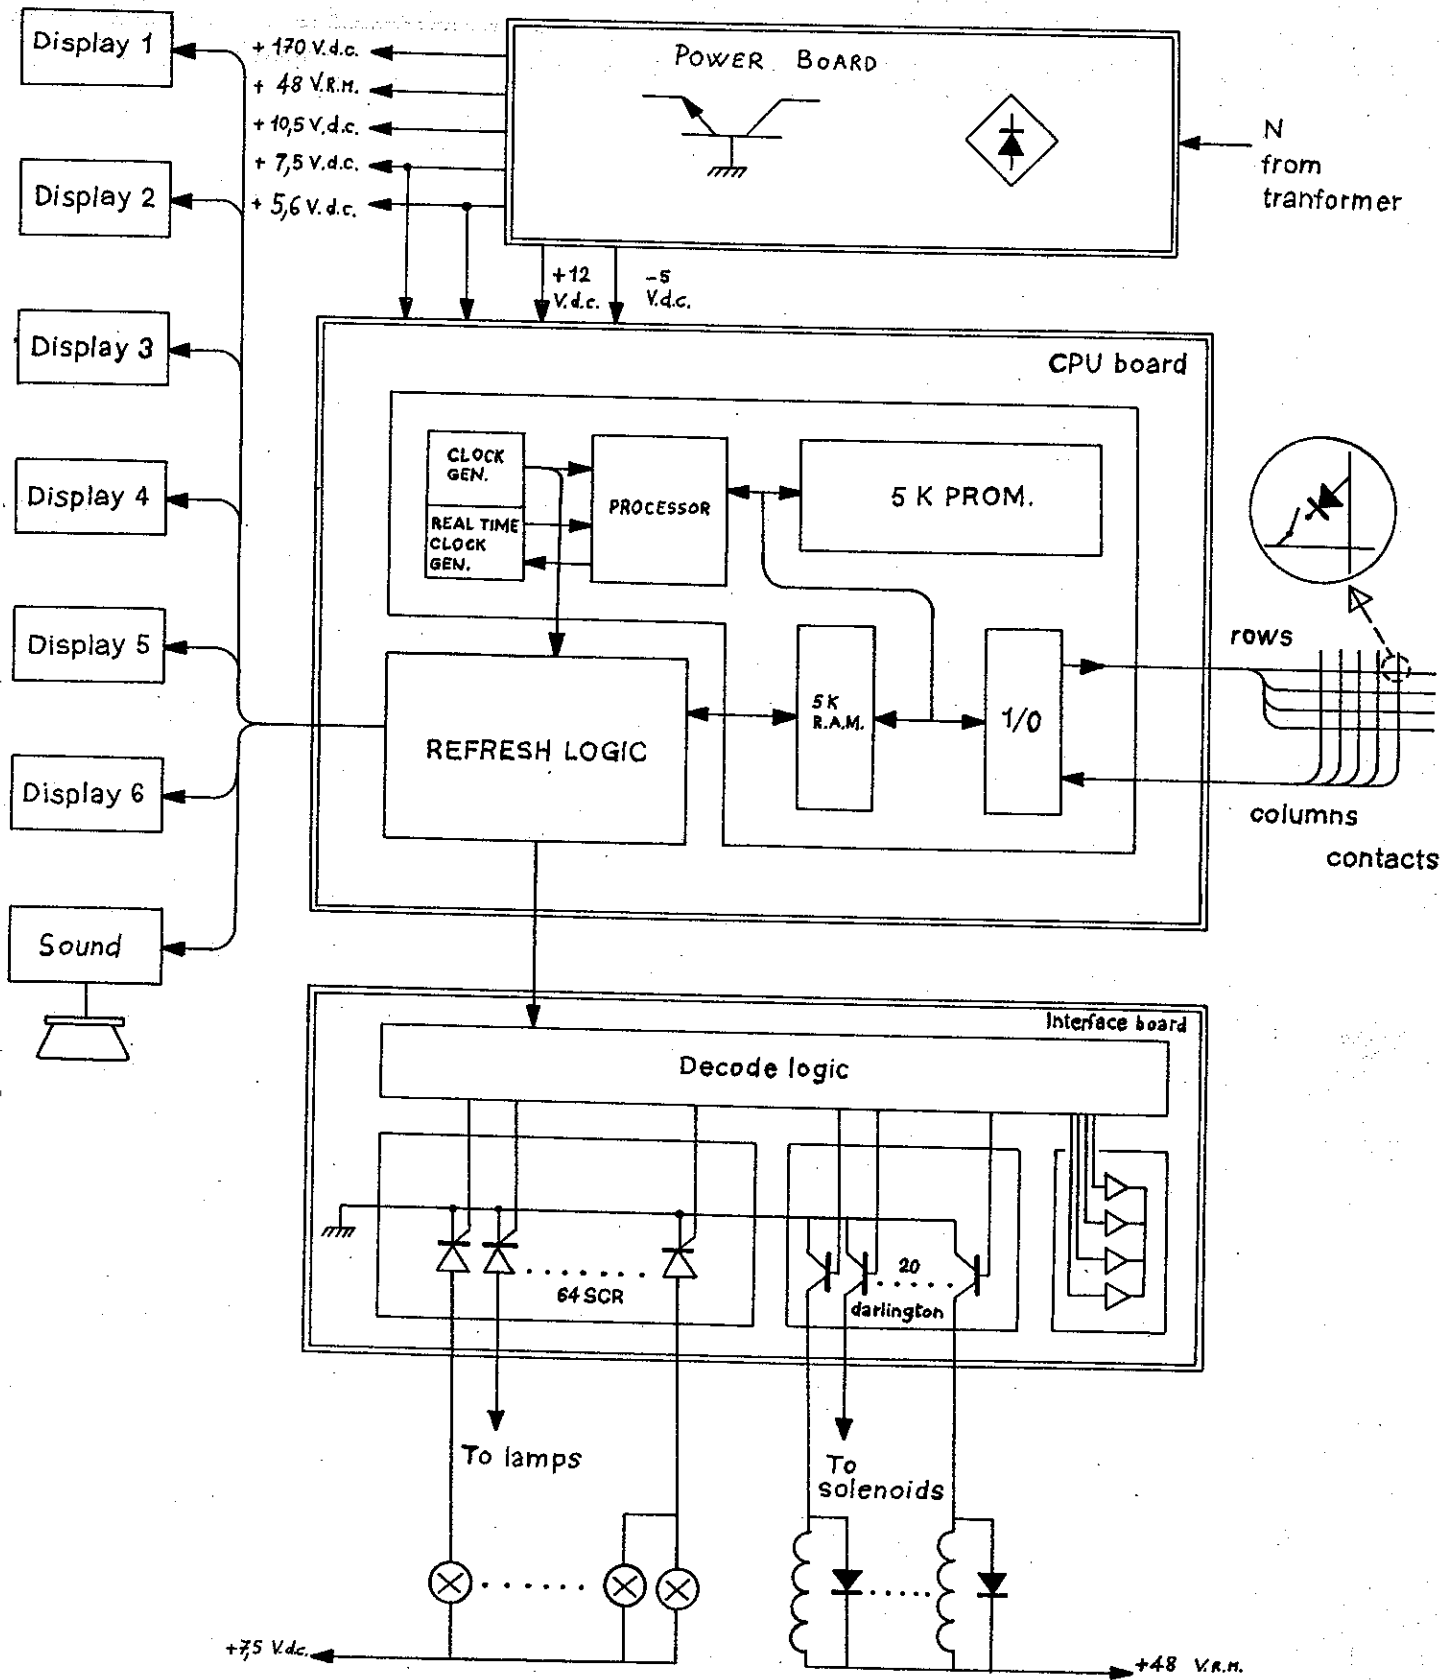 Display 1
+ 170 V.d.c.
+ 48 V.R.M.
+ 10,5 V.d.c.
+ 7,5 V.d.c.
+ 5,6 V.d.c.
POWER BOARD
N
from
tranformer
Display 2
+12
V.d.c.
-5
V.d.c.
Display 3
CPU board
CLOCK
GEN.
REAL TIME
CLOCK
GEN.
PROCESSOR
5 K PROM.
Display 4
Display 5
rows
5 K
R.A.M.
1/0
REFRESH LOGIC
Display 6
columns
contacts
Sound
Interface board
Decode logic
64 SCR
20
darlington
To lamps
To
solenoids
+7,5 V.d.c.
+48 V.R.M.